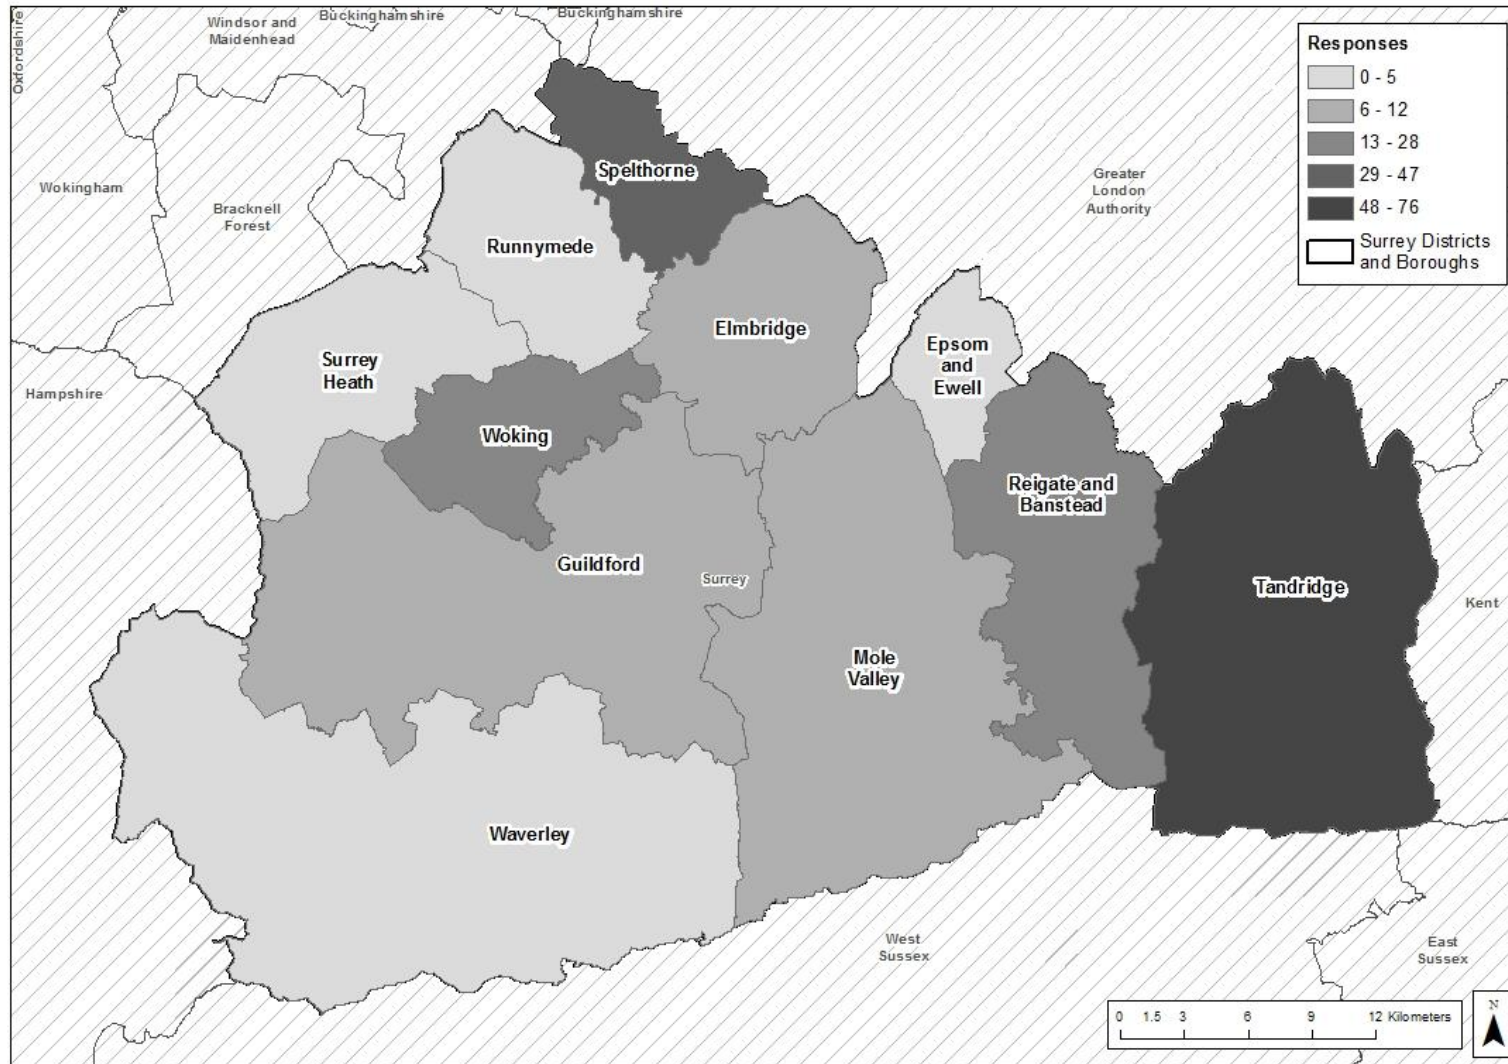 Oxfordshire
Windsor and
Maidenhead
Buckinghamshire
Buckinghamshire
Wokingham
Bracknell
Forest
Greater
London
Authority
Hampshire
Spelthorne
Runnymede
Elmbridge
Surrey
Heath
Epsom
and
Ewell
Woking
Reigate and
Banstead
Guildford
Surrey
Tandridge
Kent
Mole
Valley
Waverley
West
Sussex
East
Sussex
Responses
0 - 5
6 - 12
13 - 28
29 - 47
48 - 76
Surrey Districts
and Boroughs
0 1.5 3 6 9 12 Kilometers
N